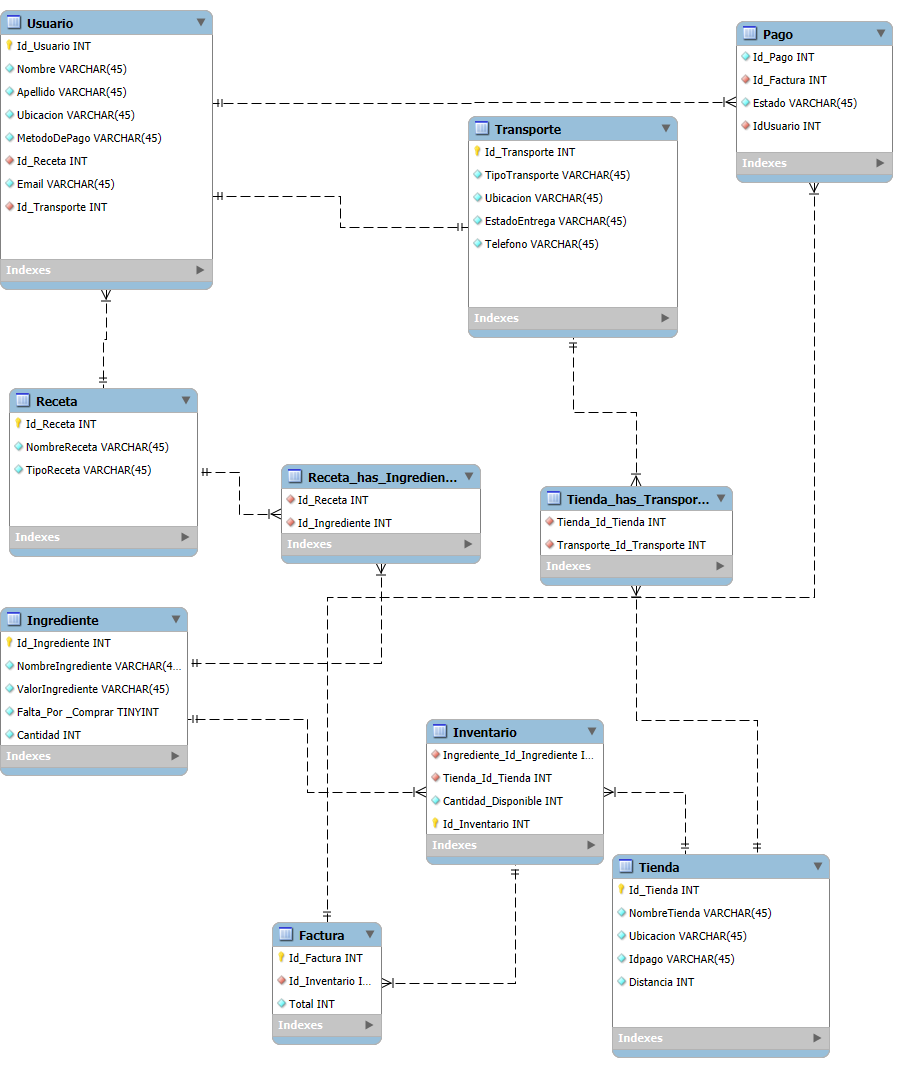 Usuario
Id_Usuario INT
Nombre VARCHAR(45)
Apellido VARCHAR(45)
Ubicacion VARCHAR(45)
MetodoDePago VARCHAR(45)
Id_Receta INT
Email VARCHAR(45)
Id_Transporte INT
Indexes
Pago
Id_Pago INT
Id_Factura INT
Estado VARCHAR(45)
IdUsuario INT
Indexes
Transporte
Id_Transporte INT
TipoTransporte VARCHAR(45)
Ubicacion VARCHAR(45)
EstadoEntrega VARCHAR(45)
Telefono VARCHAR(45)
Indexes
Receta
Id_Receta INT
NombreReceta VARCHAR(45)
TipoReceta VARCHAR(45)
Indexes
Receta_has_Ingredien...
Id_Receta INT
Id_Ingrediente INT
Indexes
Tienda_has_Transpor...
Tienda_Id_Tienda INT
Transporte_Id_Transporte INT
Indexes
Ingrediente
Id_Ingrediente INT
NombreIngrediente VARCHAR(4...
ValorIngrediente VARCHAR(45)
Falta_Por _Comprar TINYINT
Cantidad INT
Indexes
Inventario
Ingrediente_Id_Ingrediente I...
Tienda_Id_Tienda INT
Cantidad_Disponible INT
Id_Inventario INT
Indexes
Tienda
Id_Tienda INT
NombreTienda VARCHAR(45)
Ubicacion VARCHAR(45)
Idpago VARCHAR(45)
Distancia INT
Indexes
Factura
Id_Factura INT
Id_Inventario I...
Total INT
Indexes